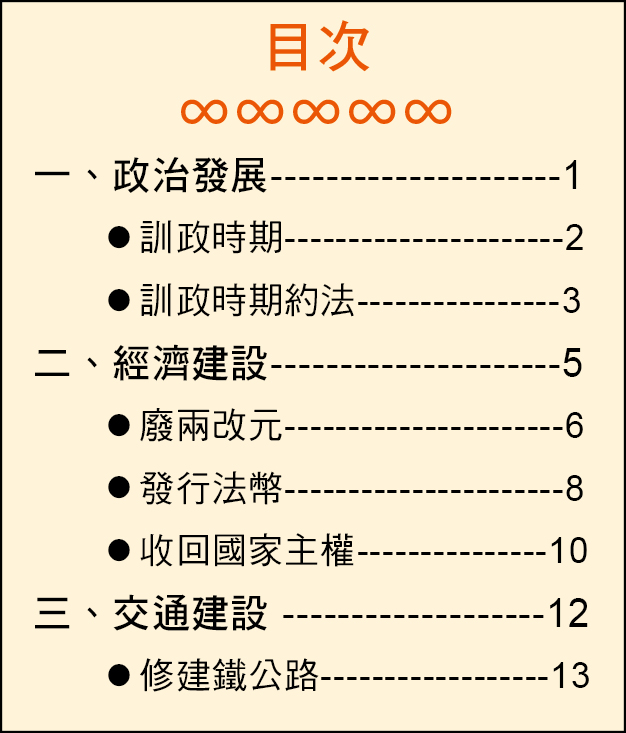 目次
∞∞∞∞∞
一、政治發展---------------------1
●訓政時期----------------------2
●訓政時期約法----------------3
二、經濟建設---------------------5
●廢兩改元----------------------6
●發行法幣----------------------8
●收回國家主權---------------10
三、交通建設 -------------------12
●修建鐵公路------------------13